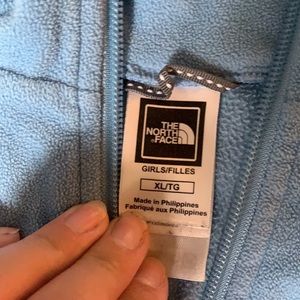 THE
NORTH
FACE
GIRLS/FILLES
XL/TG
Made in Philippines
Fabriqué aux Philippines